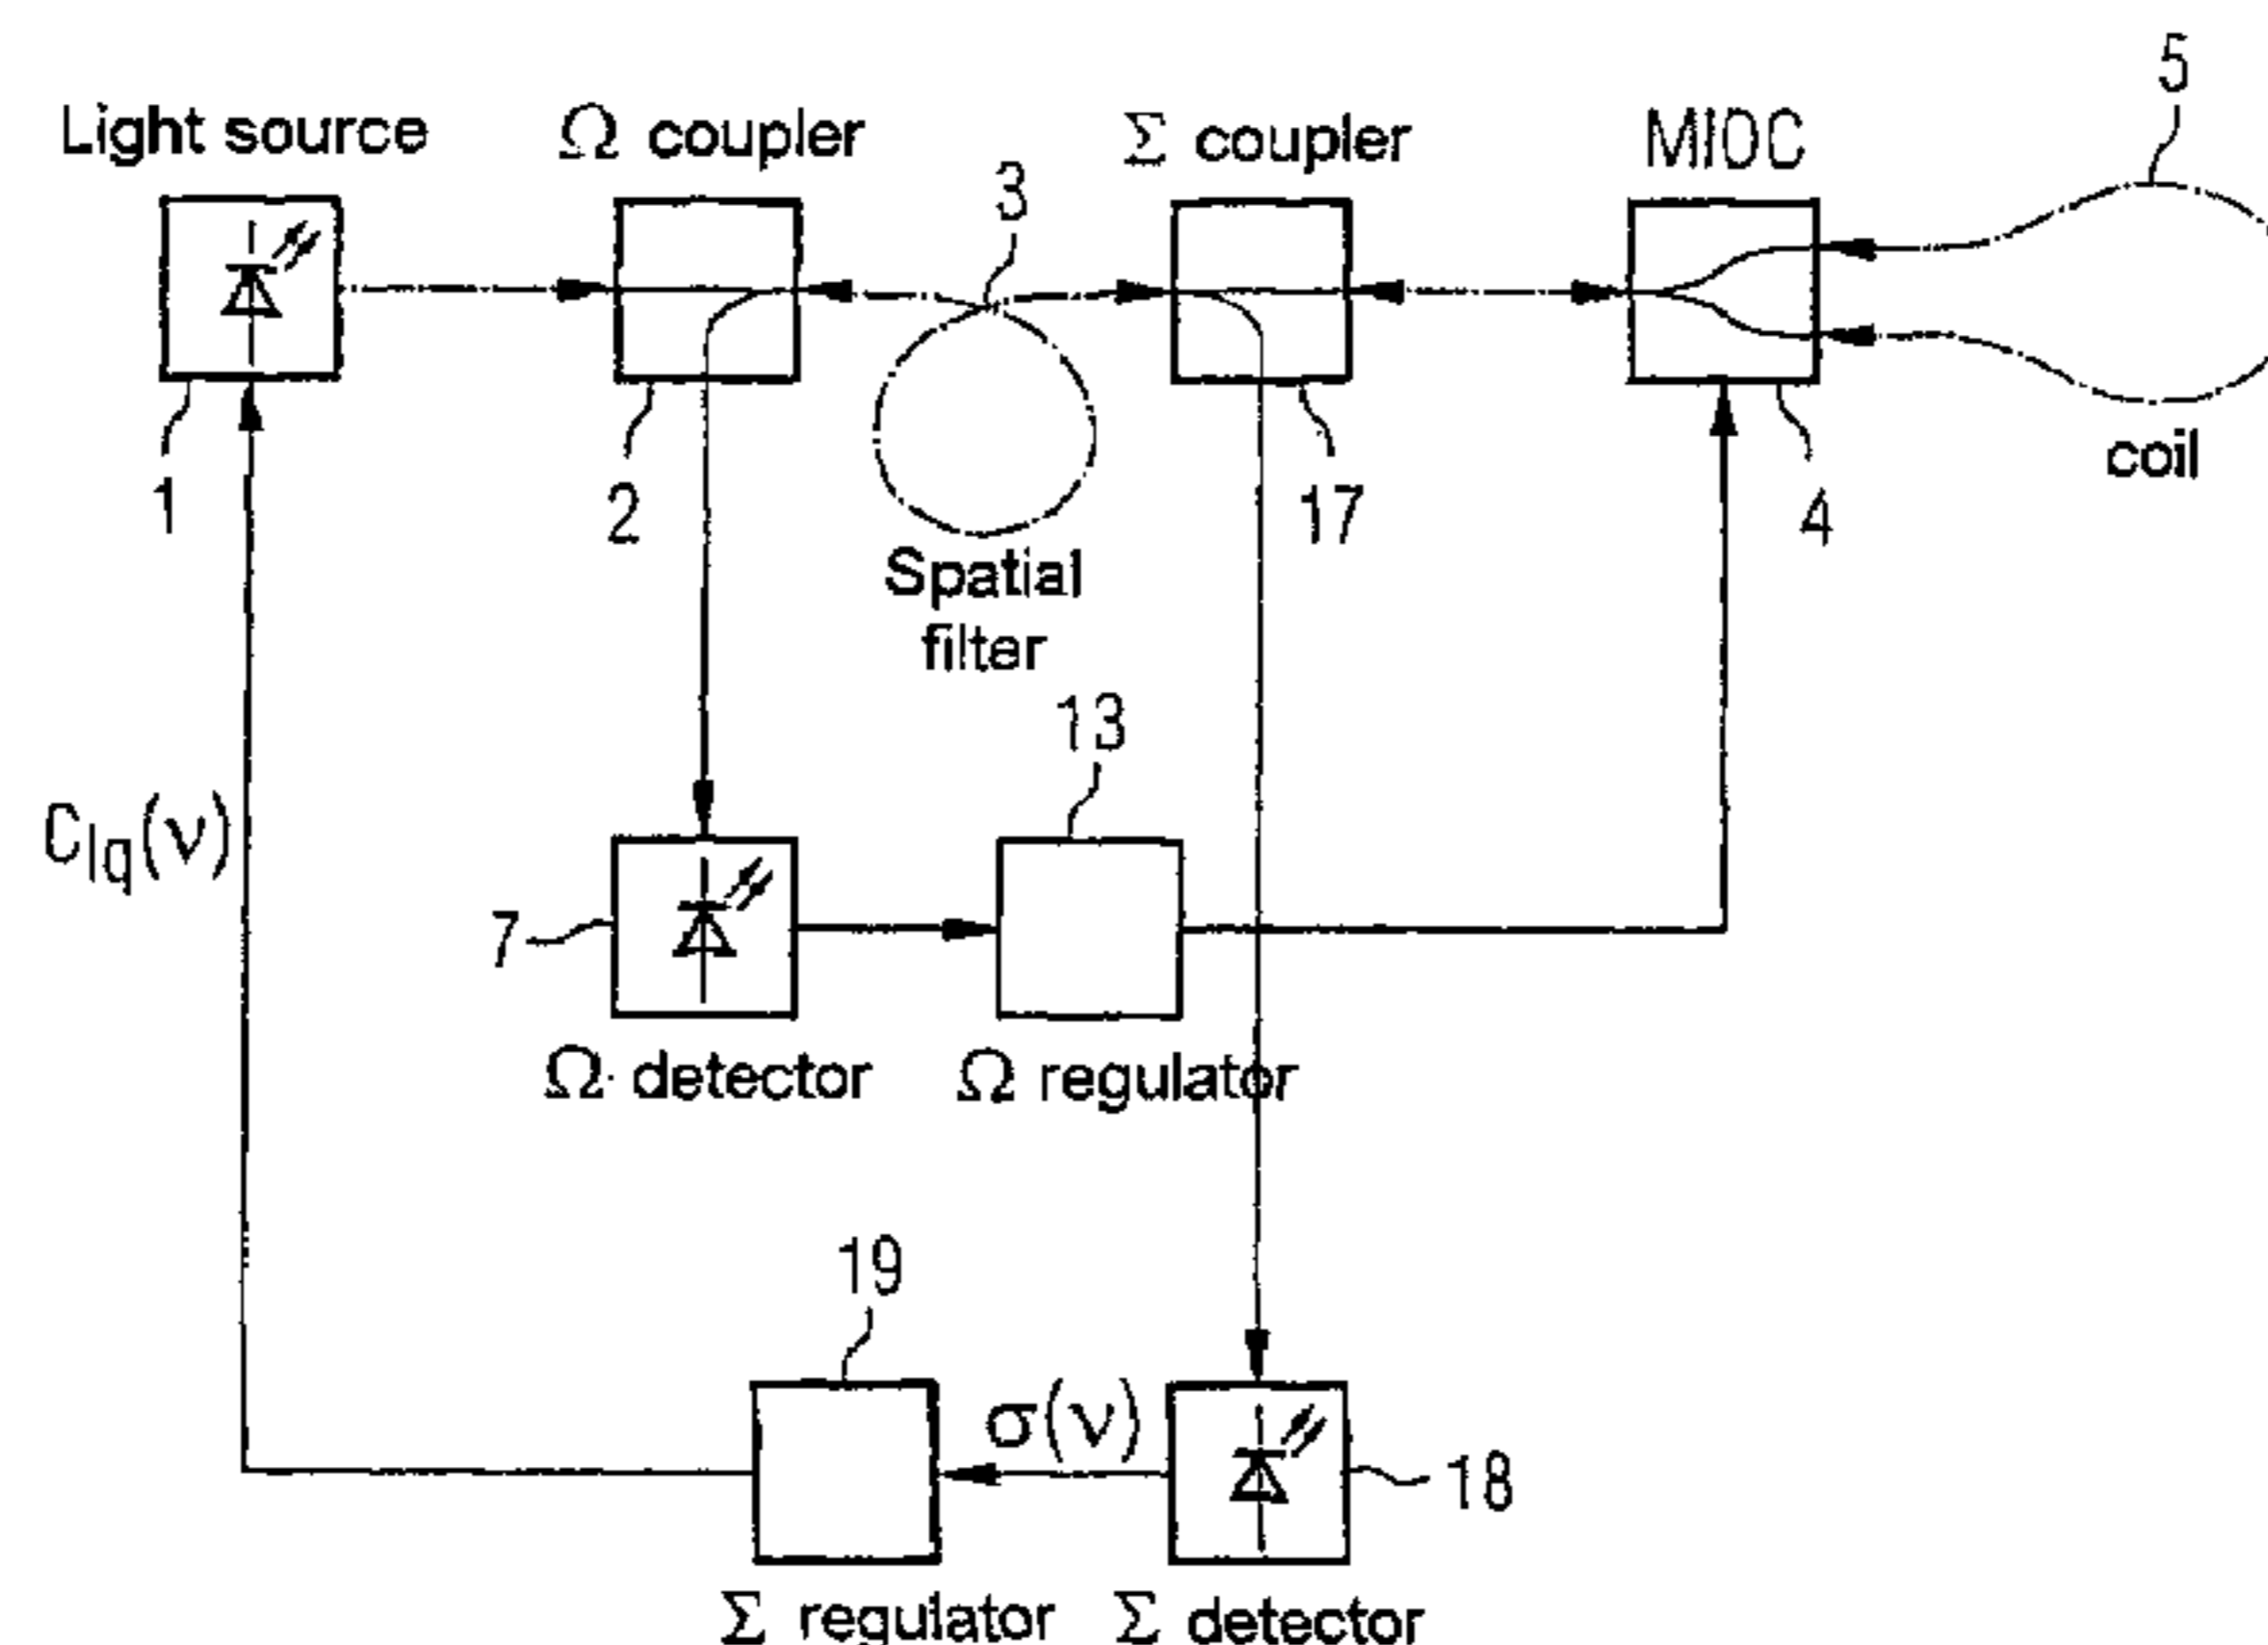 5
Light source
Ω coupler
Σ coupler
MIOC
3
1
2
17
4
coil
Spatial
filter
13
C_lq(ν)
7
Ω detector
Ω regulator
19
σ(ν)
18
Σ regulator
Σ detector